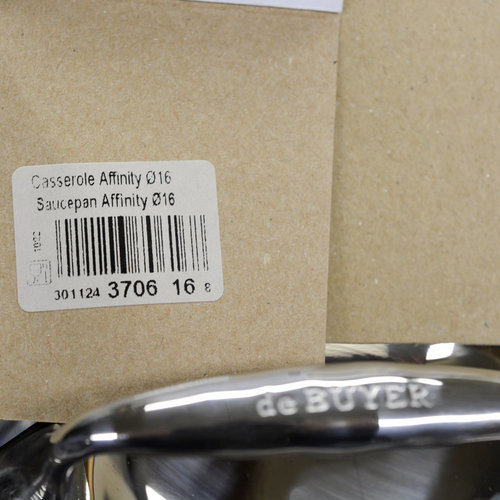 Casserole Affinity Ø16
Saucepan Affinity Ø16
301124 3706 16 8
de BUYER